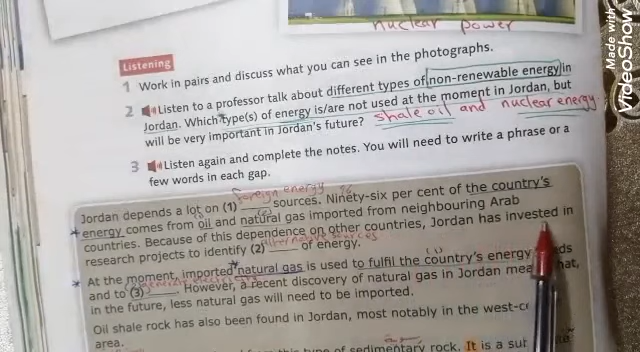 nuclear power
Made with
VideoShow
Listening
1 Work in pairs and discuss what you can see in the photographs.
2 Listen to a professor talk about different types of non-renewable energy in
Jordan. Which type(s) of energy is/are not used at the moment in Jordan, but
will be very important in Jordan's future? shale oil and nuclear energy
3 Listen again and complete the notes. You will need to write a phrase or a
few words in each gap.
foreign energy
Jordan depends a lot on (1) ____ sources. Ninety-six per cent of the country's
energy comes from oil and natural gas imported from neighbouring Arab
countries. Because of this dependence on other countries, Jordan has invested in
research projects to identify (2) ____ of energy.
At the moment, imported natural gas is used to fulfil the country's energy
and to (3) ____. However, a recent discovery of natural gas in Jordan that,
in the future, less natural gas will need to be imported.
Oil shale rock has also been found in Jordan, most notably in the
area.
this type of sedimentary rock. It is a